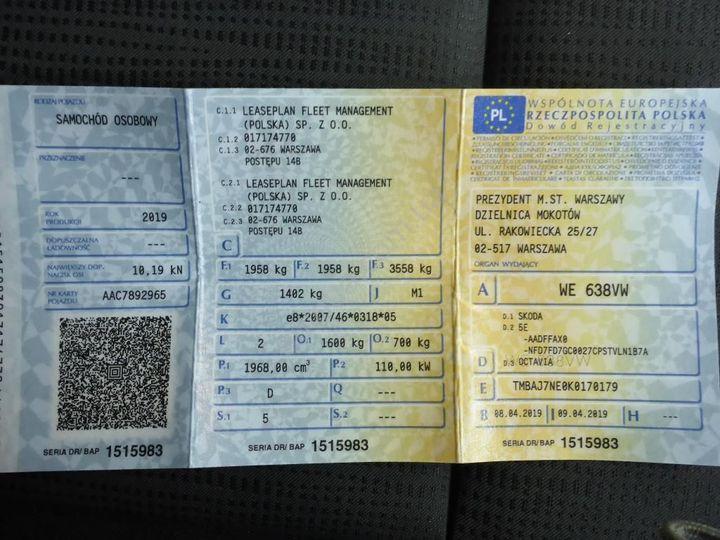 RODZAJ POJAZDU
SAMOCHÓD OSOBOWY
PRZEZNACZENIE
---
ROK PRODUKCJI
2019
DOPUSZCZALNA ŁADOWNOŚĆ
---
NAJWIĘKSZY DOP. NACISK OSI
10,19 kN
NR KARTY POJAZDU
AAC7892965
SERIA DR/ BAP 1515983
C.1.1 LEASEPLAN FLEET MANAGEMENT
(POLSKA) SP. Z O.O.
C.1.2 017174770
C.1.3 02-676 WARSZAWA
POSTĘPU 14B
C.2.1 LEASEPLAN FLEET MANAGEMENT
(POLSKA) SP. Z O.O.
C.2.2 017174770
C.2.3 02-676 WARSZAWA
POSTĘPU 14B
C
F.1 1958 kg F.2 1958 kg F.3 3558 kg
G 1402 kg J M1
K e8*2007/46*0318*05
L 2 O.1 1600 kg O.2 700 kg
P.1 1968,00 cm³ P.2 110,00 kW
P.3 D Q ---
S.1 5 S.2 ---
SERIA DR/ BAP 1515983
PL
WSPÓLNOTA EUROPEJSKA
RZECZPOSPOLITA POLSKA
Dowód Rejestracyjny
PREZYDENT M.ST. WARSZAWY
DZIELNICA MOKOTÓW
UL. RAKOWIECKA 25/27
02-517 WARSZAWA
ORGAN WYDAJĄCY
A WE 638VW
D.1 SKODA
D.2 5E
-AADFFAX0
-NFD7FD7GC0027CPSTVLN1B7A
D D.3 OCTAVIA
E TMBAJ7NE0K0170179
B 08.04.2019 I 09.04.2019 H ---
SERIA DR/ BAP 1515983